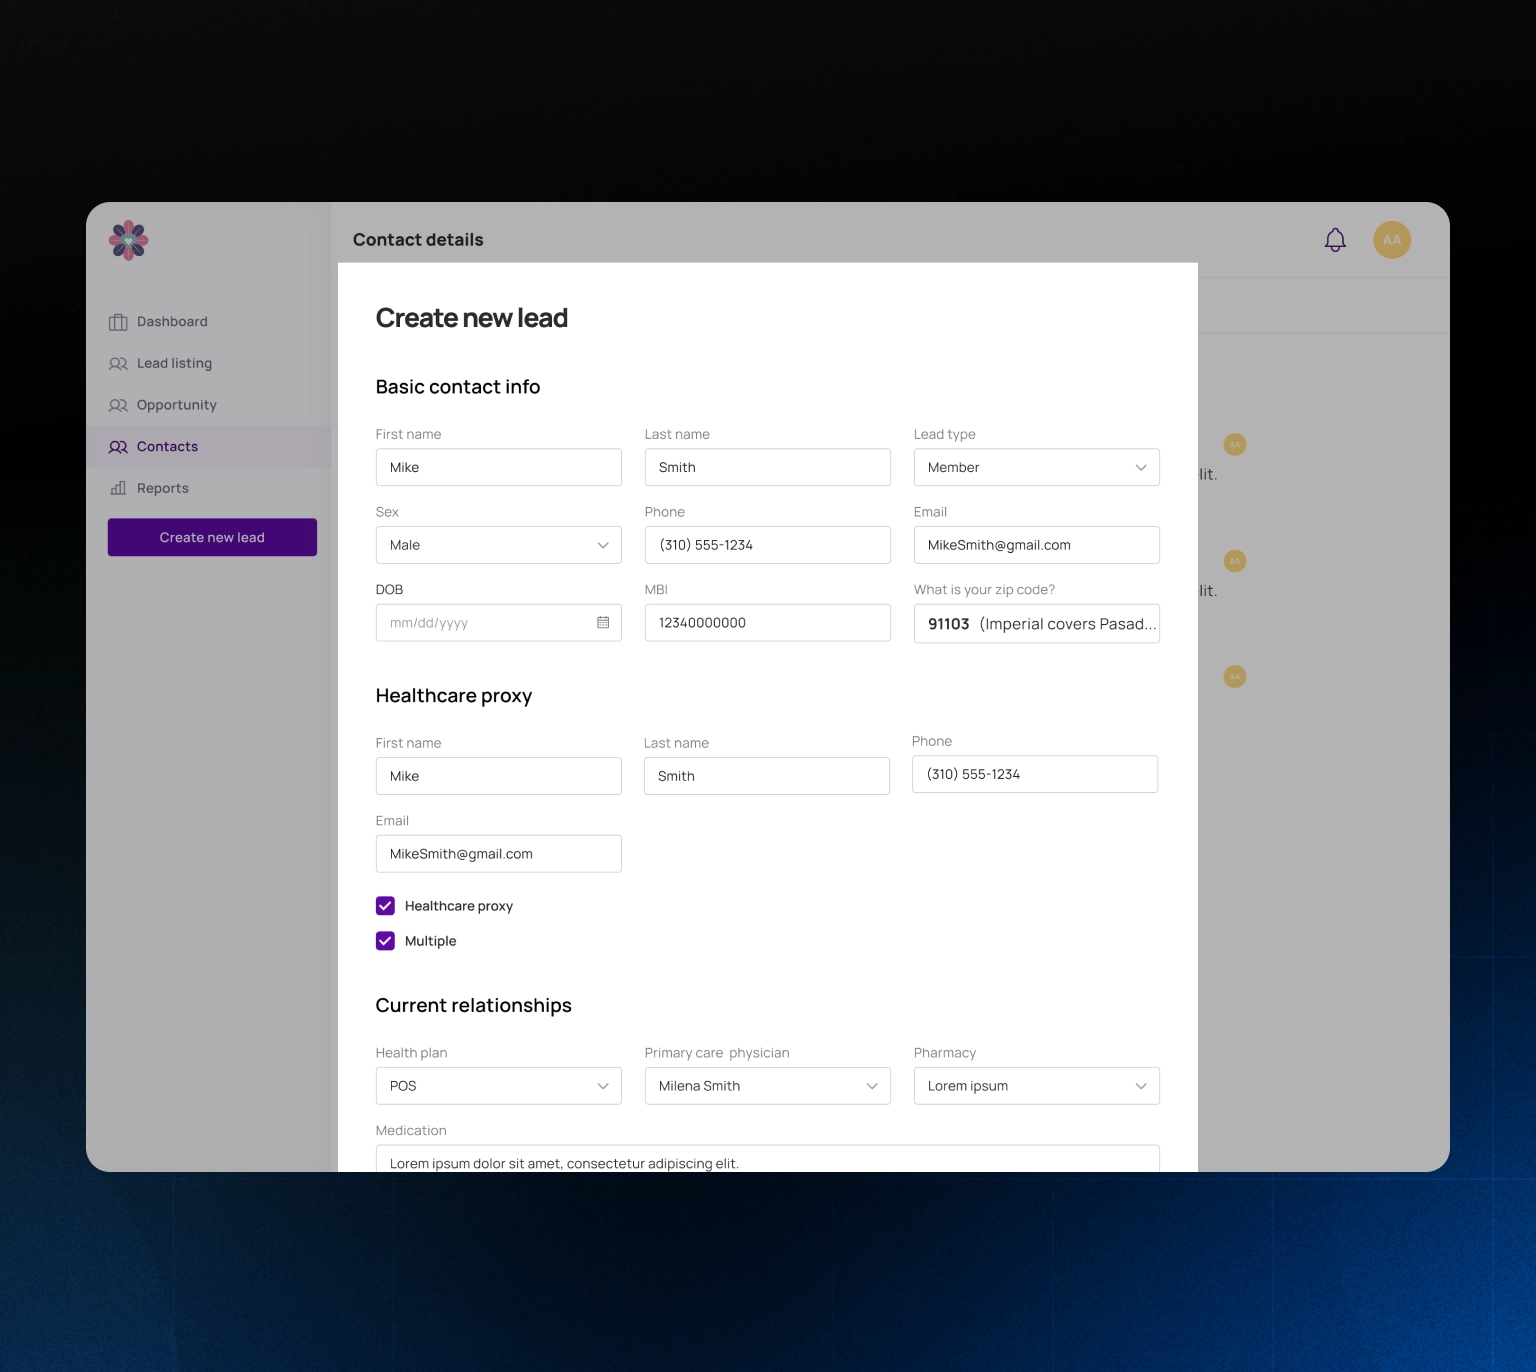 Contact details
AA
Dashboard
Lead listing
Opportunity
Contacts
Reports
Create new lead
Create new lead
Basic contact info
First name Last name Lead type
Mike Smith Member
Sex Phone Email
Male (310) 555-1234 MikeSmith@gmail.com
DOB MBI What is your zip code?
mm/dd/yyyy 12340000000 91103 (Imperial covers Pasad...
Healthcare proxy
First name Last name Phone
Mike Smith (310) 555-1234
Email
MikeSmith@gmail.com
Healthcare proxy
Multiple
Current relationships
Health plan Primary care physician Pharmacy
POS Milena Smith Lorem ipsum
Medication
Lorem ipsum dolor sit amet, consectetur adipiscing elit.
AA
lit.
AA
lit.
AA